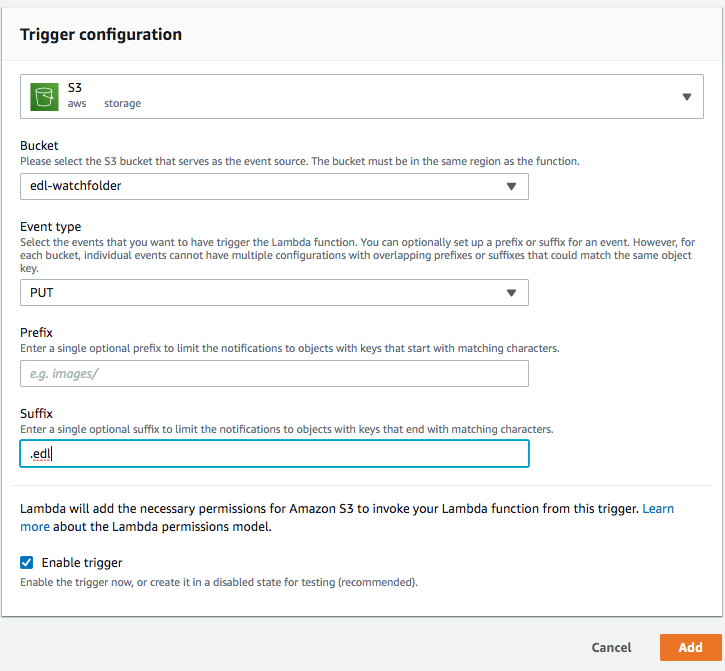 Trigger configuration
S3
aws storage
Bucket
Please select the S3 bucket that serves as the event source. The bucket must be in the same region as the function.
edl-watchfolder
Event type
Select the events that you want to have trigger the Lambda function. You can optionally set up a prefix or suffix for an event. However, for
each bucket, individual events cannot have multiple configurations with overlapping prefixes or suffixes that could match the same object
key.
PUT
Prefix
Enter a single optional prefix to limit the notifications to objects with keys that start with matching characters.
e.g. images/
Suffix
Enter a single optional suffix to limit the notifications to objects with keys that end with matching characters.
.edl
Lambda will add the necessary permissions for Amazon S3 to invoke your Lambda function from this trigger. Learn
more about the Lambda permissions model.
Enable trigger
Enable the trigger now, or create it in a disabled state for testing (recommended).
Cancel Add